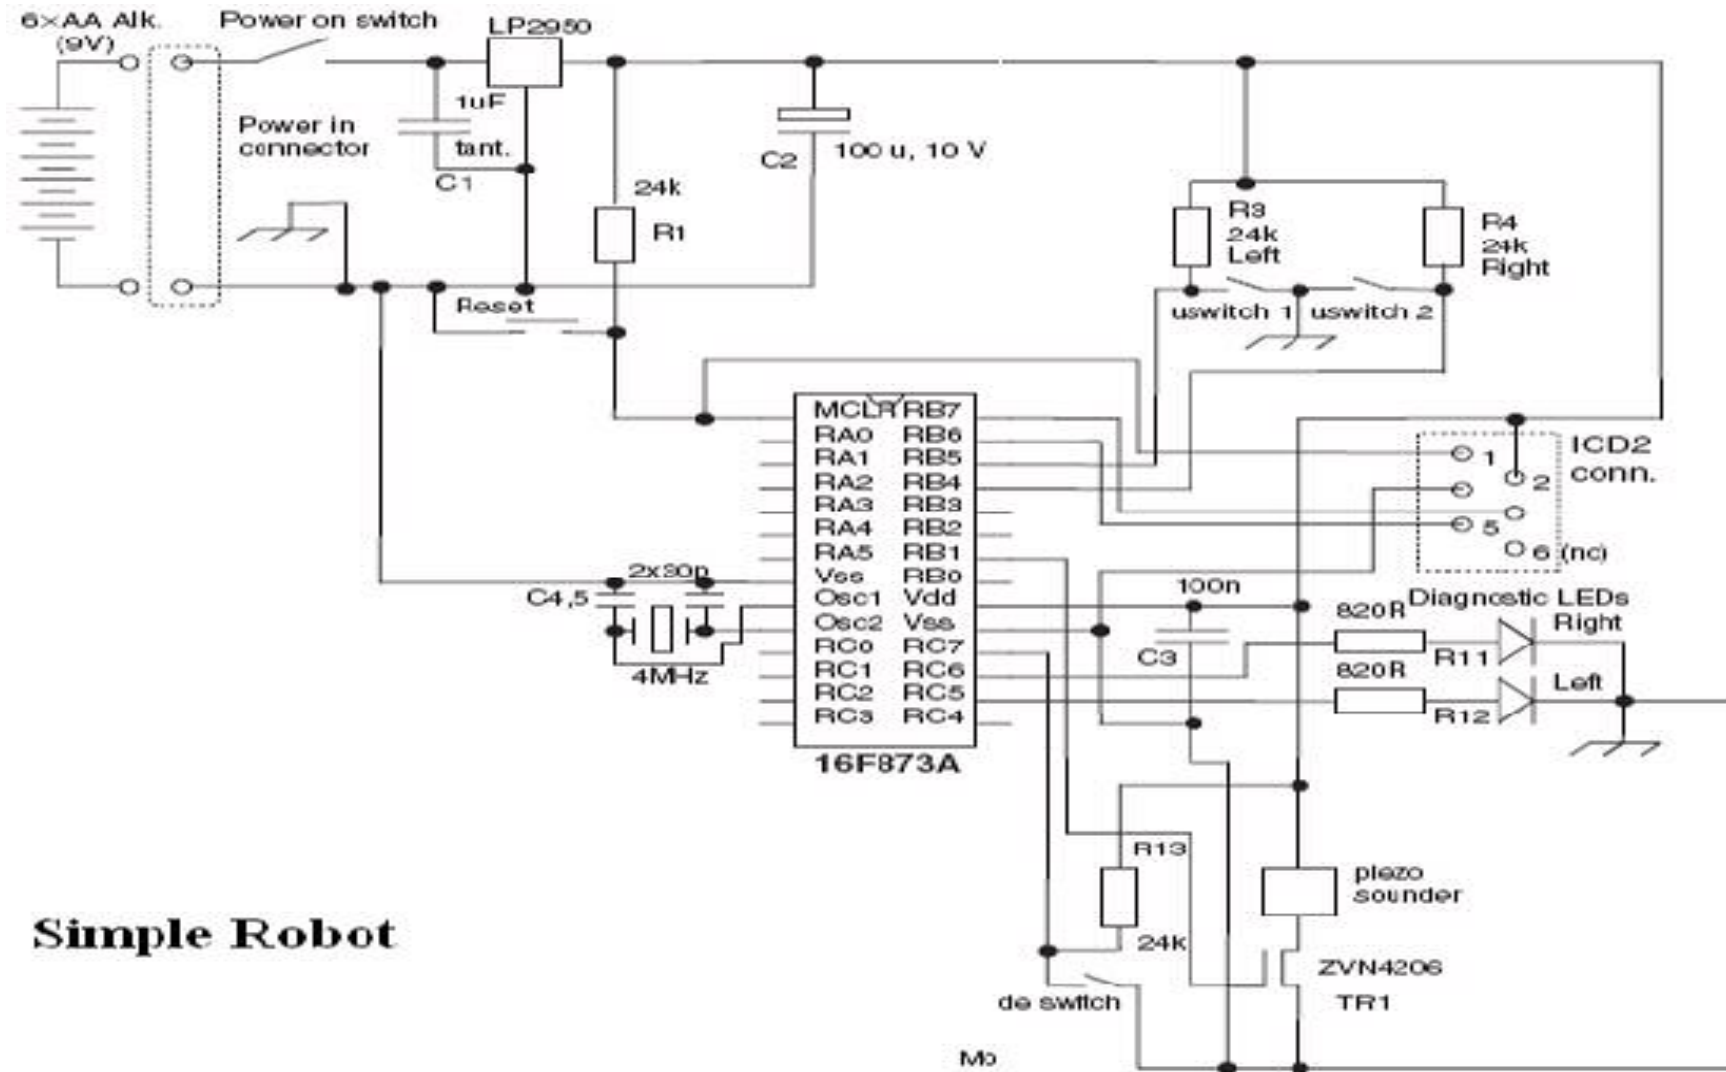 6×AA Alk.
(9V)
Power on switch
LP2950
1uF
tant.
C1
Power in
connector
C2
100 u, 10 V
24k
R1
Reset
R3
24k
Left
R4
24k
Right
uswitch 1
uswitch 2
MCLR RB7
RA0 RB6
RA1 RB5
RA2 RB4
RA3 RB3
RA4 RB2
RA5 RB1
Vss RB0
Osc1 Vdd
Osc2 Vss
RC0 RC7
RC1 RC6
RC2 RC5
RC3 RC4
16F873A
2x30p
C4,5
4MHz
1
2
5
6 (nc)
ICD2
conn.
100n
C3
Diagnostic LEDs
820R
Right
R11
820R
Left
R12
R13
24k
piezo
sounder
ZVN4206
TR1
de switch
Mo
Simple Robot